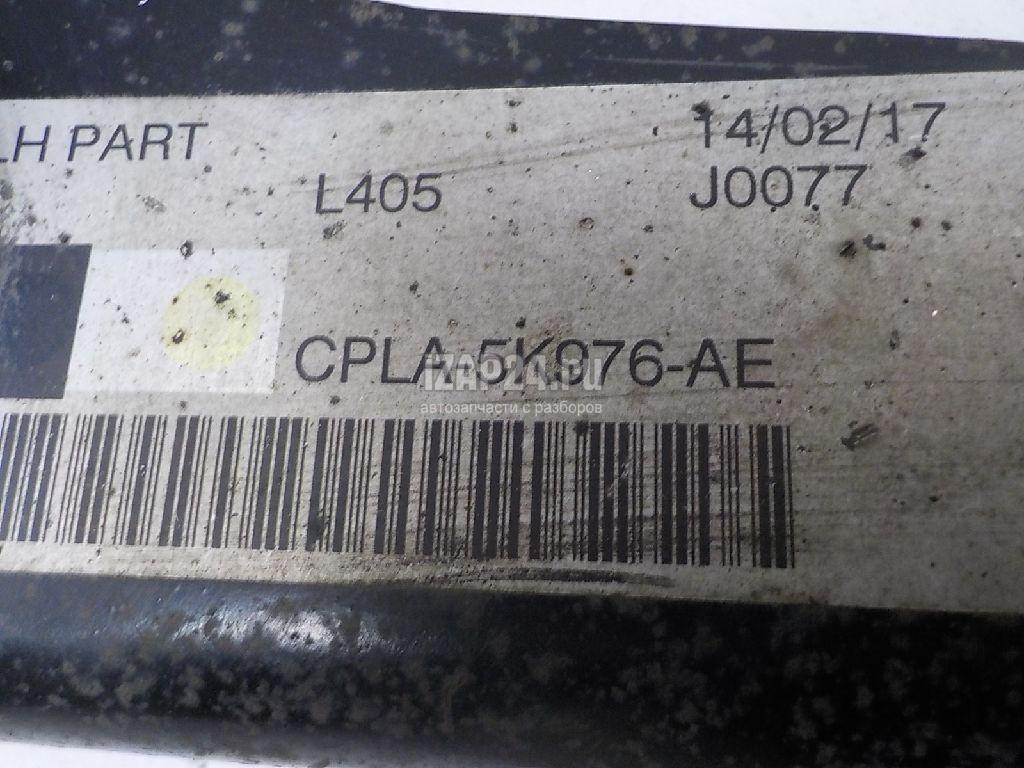 LH PART
14/02/17
L405
J0077
CPLA-5K976-AE
iZAP24.ru
автозапчасти с разборов